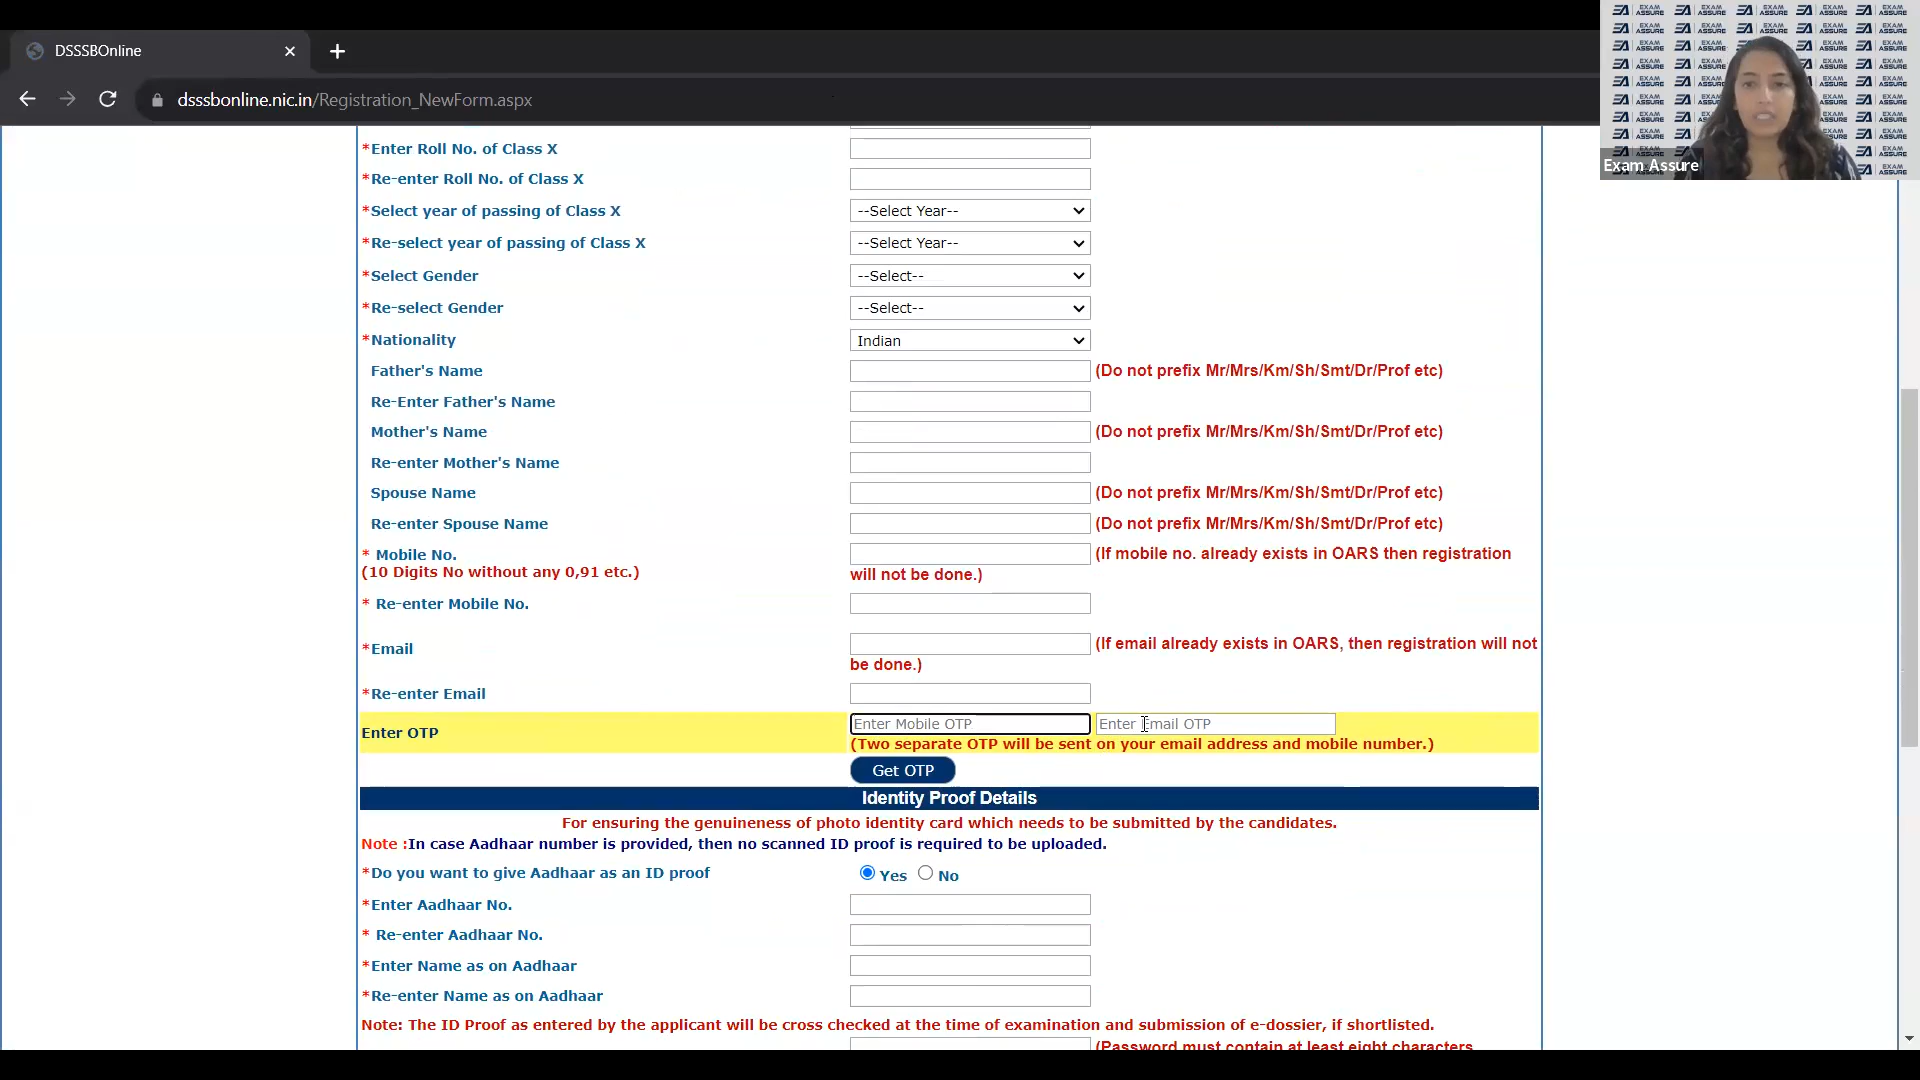 DSSSBOnline
dsssbonline.nic.in/Registration_NewForm.aspx
EXAM ASSURE
Exam Assure
*Enter Roll No. of Class X
*Re-enter Roll No. of Class X
*Select year of passing of Class X --Select Year--
*Re-select year of passing of Class X --Select Year--
*Select Gender --Select--
*Re-select Gender --Select--
*Nationality Indian
Father's Name (Do not prefix Mr/Mrs/Km/Sh/Smt/Dr/Prof etc)
Re-Enter Father's Name
Mother's Name (Do not prefix Mr/Mrs/Km/Sh/Smt/Dr/Prof etc)
Re-enter Mother's Name
Spouse Name (Do not prefix Mr/Mrs/Km/Sh/Smt/Dr/Prof etc)
Re-enter Spouse Name (Do not prefix Mr/Mrs/Km/Sh/Smt/Dr/Prof etc)
* Mobile No. (If mobile no. already exists in OARS then registration
(10 Digits No without any 0,91 etc.) will not be done.)
* Re-enter Mobile No.
*Email (If email already exists in OARS, then registration will not
be done.)
*Re-enter Email
Enter OTP Enter Mobile OTP Enter Email OTP
(Two separate OTP will be sent on your email address and mobile number.)
Get OTP
Identity Proof Details
For ensuring the genuineness of photo identity card which needs to be submitted by the candidates.
Note :In case Aadhaar number is provided, then no scanned ID proof is required to be uploaded.
*Do you want to give Aadhaar as an ID proof Yes No
*Enter Aadhaar No.
* Re-enter Aadhaar No.
*Enter Name as on Aadhaar
*Re-enter Name as on Aadhaar
Note: The ID Proof as entered by the applicant will be cross checked at the time of examination and submission of e-dossier, if shortlisted.
(Password must contain at least eight characters